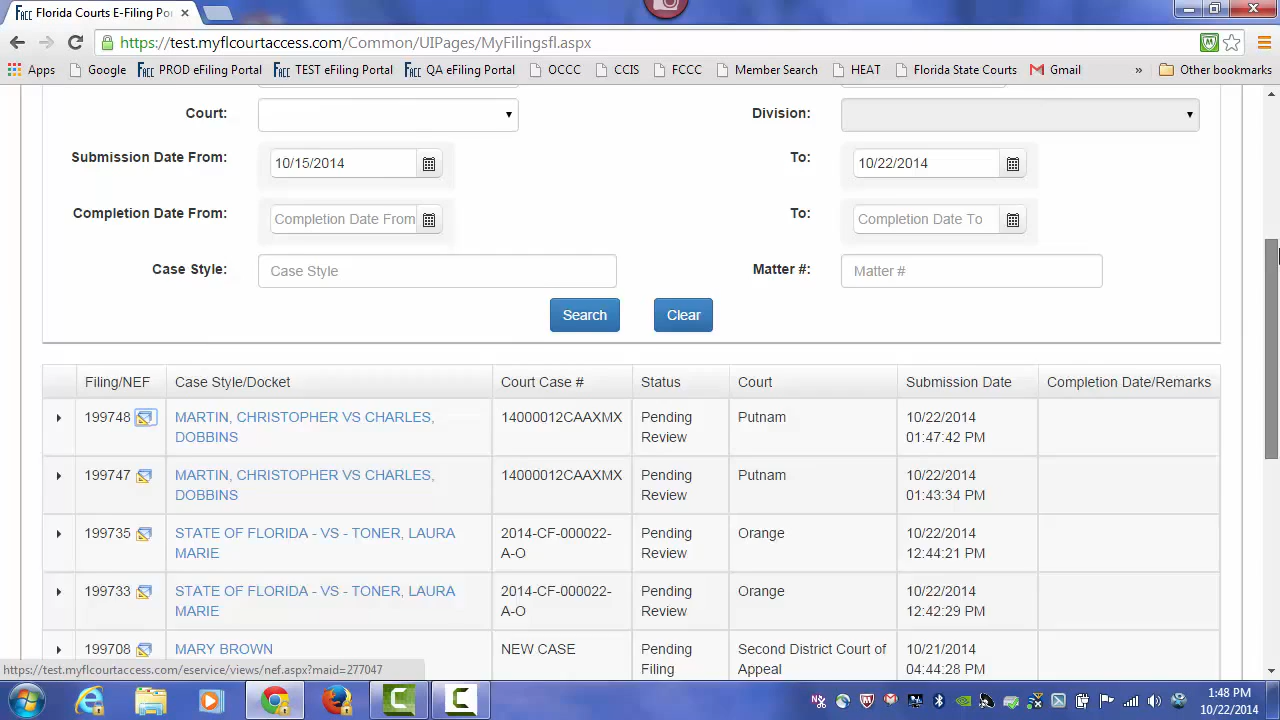 Florida Courts E-Filing Po
https://test.myflcourtaccess.com/Common/UIPages/MyFilingsfl.aspx
Apps Google PROD eFiling Portal TEST eFiling Portal QA eFiling Portal OCCC CCIS FCCC Member Search HEAT Florida State Courts Gmail » Other bookmarks
Court: Division:
Submission Date From: 10/15/2014 To: 10/22/2014
Completion Date From: Completion Date From To: Completion Date To
Case Style: Case Style Matter #: Matter #
Search Clear
Filing/NEF Case Style/Docket Court Case # Status Court Submission Date Completion Date/Remarks
199748 MARTIN, CHRISTOPHER VS CHARLES, 14000012CAAXMX Pending Putnam 10/22/2014
DOBBINS Review 01:47:42 PM
199747 MARTIN, CHRISTOPHER VS CHARLES, 14000012CAAXMX Pending Putnam 10/22/2014
DOBBINS Review 01:43:34 PM
199735 STATE OF FLORIDA - VS - TONER, LAURA 2014-CF-000022- Pending Orange 10/22/2014
MARIE A-O Review 12:44:21 PM
199733 STATE OF FLORIDA - VS - TONER, LAURA 2014-CF-000022- Pending Orange 10/22/2014
MARIE A-O Review 12:42:29 PM
199708 MARY BROWN NEW CASE Pending Second District Court of 10/21/2014
Filing Appeal 04:44:28 PM
https://test.myflcourtaccess.com/eservice/views/nef.aspx?maid=277047
1:48 PM
10/22/2014